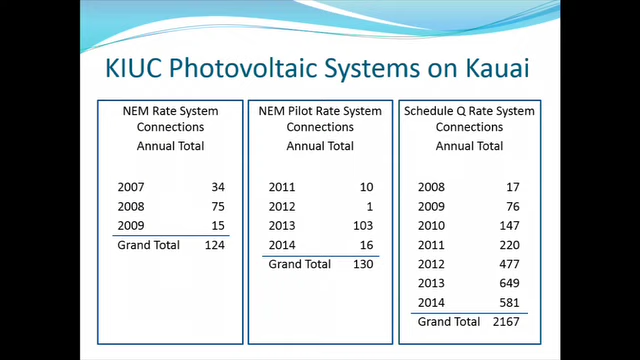 KIUC Photovoltaic Systems on Kauai
NEM Rate System
Connections
Annual Total
2007 34
2008 75
2009 15
Grand Total 124
NEM Pilot Rate System
Connections
Annual Total
2011 10
2012 1
2013 103
2014 16
Grand Total 130
Schedule Q Rate System
Connections
Annual Total
2008 17
2009 76
2010 147
2011 220
2012 477
2013 649
2014 581
Grand Total 2167